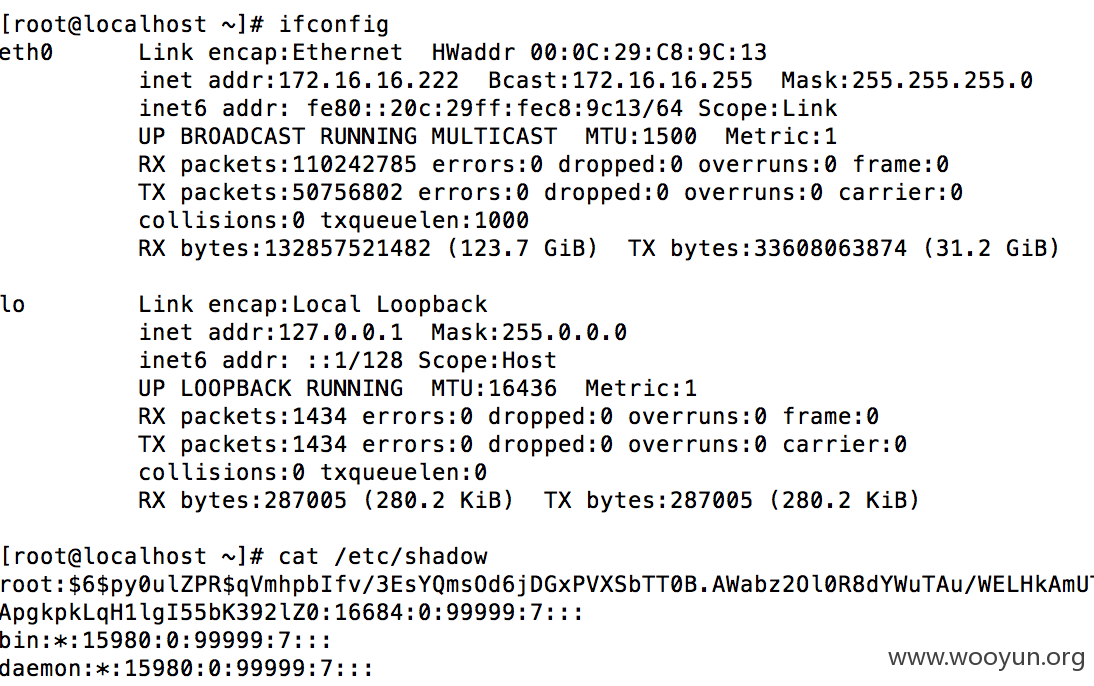 [root@localhost ~]# ifconfig
eth0 Link encap:Ethernet HWaddr 00:0C:29:C8:9C:13
inet addr:172.16.16.222 Bcast:172.16.16.255 Mask:255.255.255.0
inet6 addr: fe80::20c:29ff:fec8:9c13/64 Scope:Link
UP BROADCAST RUNNING MULTICAST MTU:1500 Metric:1
RX packets:110242785 errors:0 dropped:0 overruns:0 frame:0
TX packets:50756802 errors:0 dropped:0 overruns:0 carrier:0
collisions:0 txqueuelen:1000
RX bytes:132857521482 (123.7 GiB) TX bytes:33608063874 (31.2 GiB)
lo Link encap:Local Loopback
inet addr:127.0.0.1 Mask:255.0.0.0
inet6 addr: ::1/128 Scope:Host
UP LOOPBACK RUNNING MTU:16436 Metric:1
RX packets:1434 errors:0 dropped:0 overruns:0 frame:0
TX packets:1434 errors:0 dropped:0 overruns:0 carrier:0
collisions:0 txqueuelen:0
RX bytes:287005 (280.2 KiB) TX bytes:287005 (280.2 KiB)
[root@localhost ~]# cat /etc/shadow
root:$6$py0ulZPR$qVmhpbIfv/3EsYQmsOd6jDGxPVXSbTT0B.AWabz2Ol0R8dYWuTAu/WELHkAmUT
ApgkpkLqH1lgI55bK392lZ0:16684:0:99999:7:::
bin:*:15980:0:99999:7:::
daemon:*:15980:0:99999:7:::
www.wooyun.org